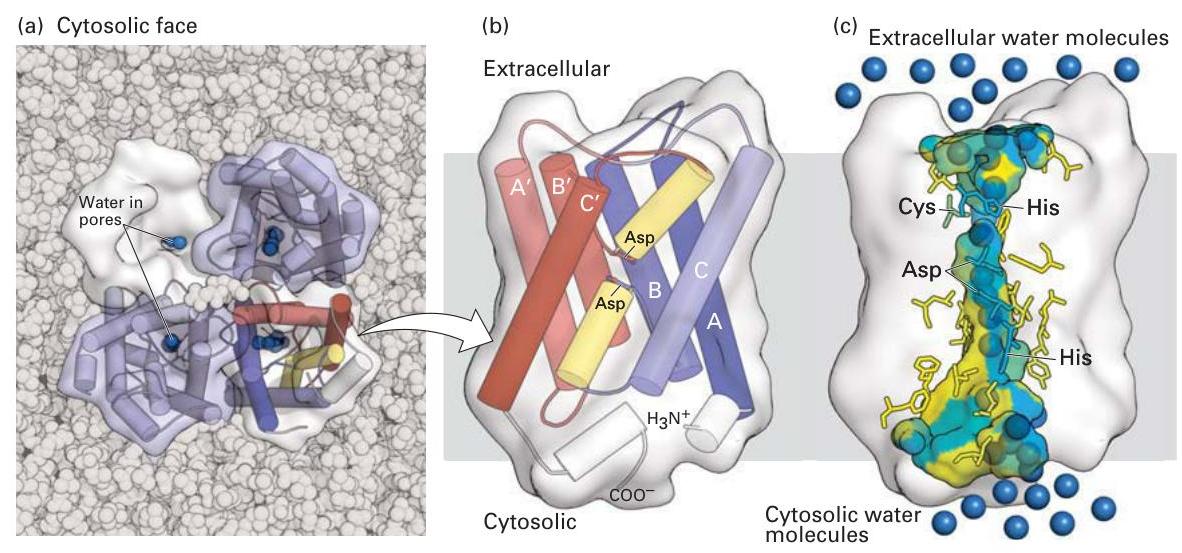 (a) Cytosolic face
Water in
pores
(b)
Extracellular
A′
B′
C′
Asp
Asp
B
C
A
H₃N⁺
COO⁻
Cytosolic
(c)
Extracellular water molecules
Cys
His
Asp
His
Cytosolic water
molecules